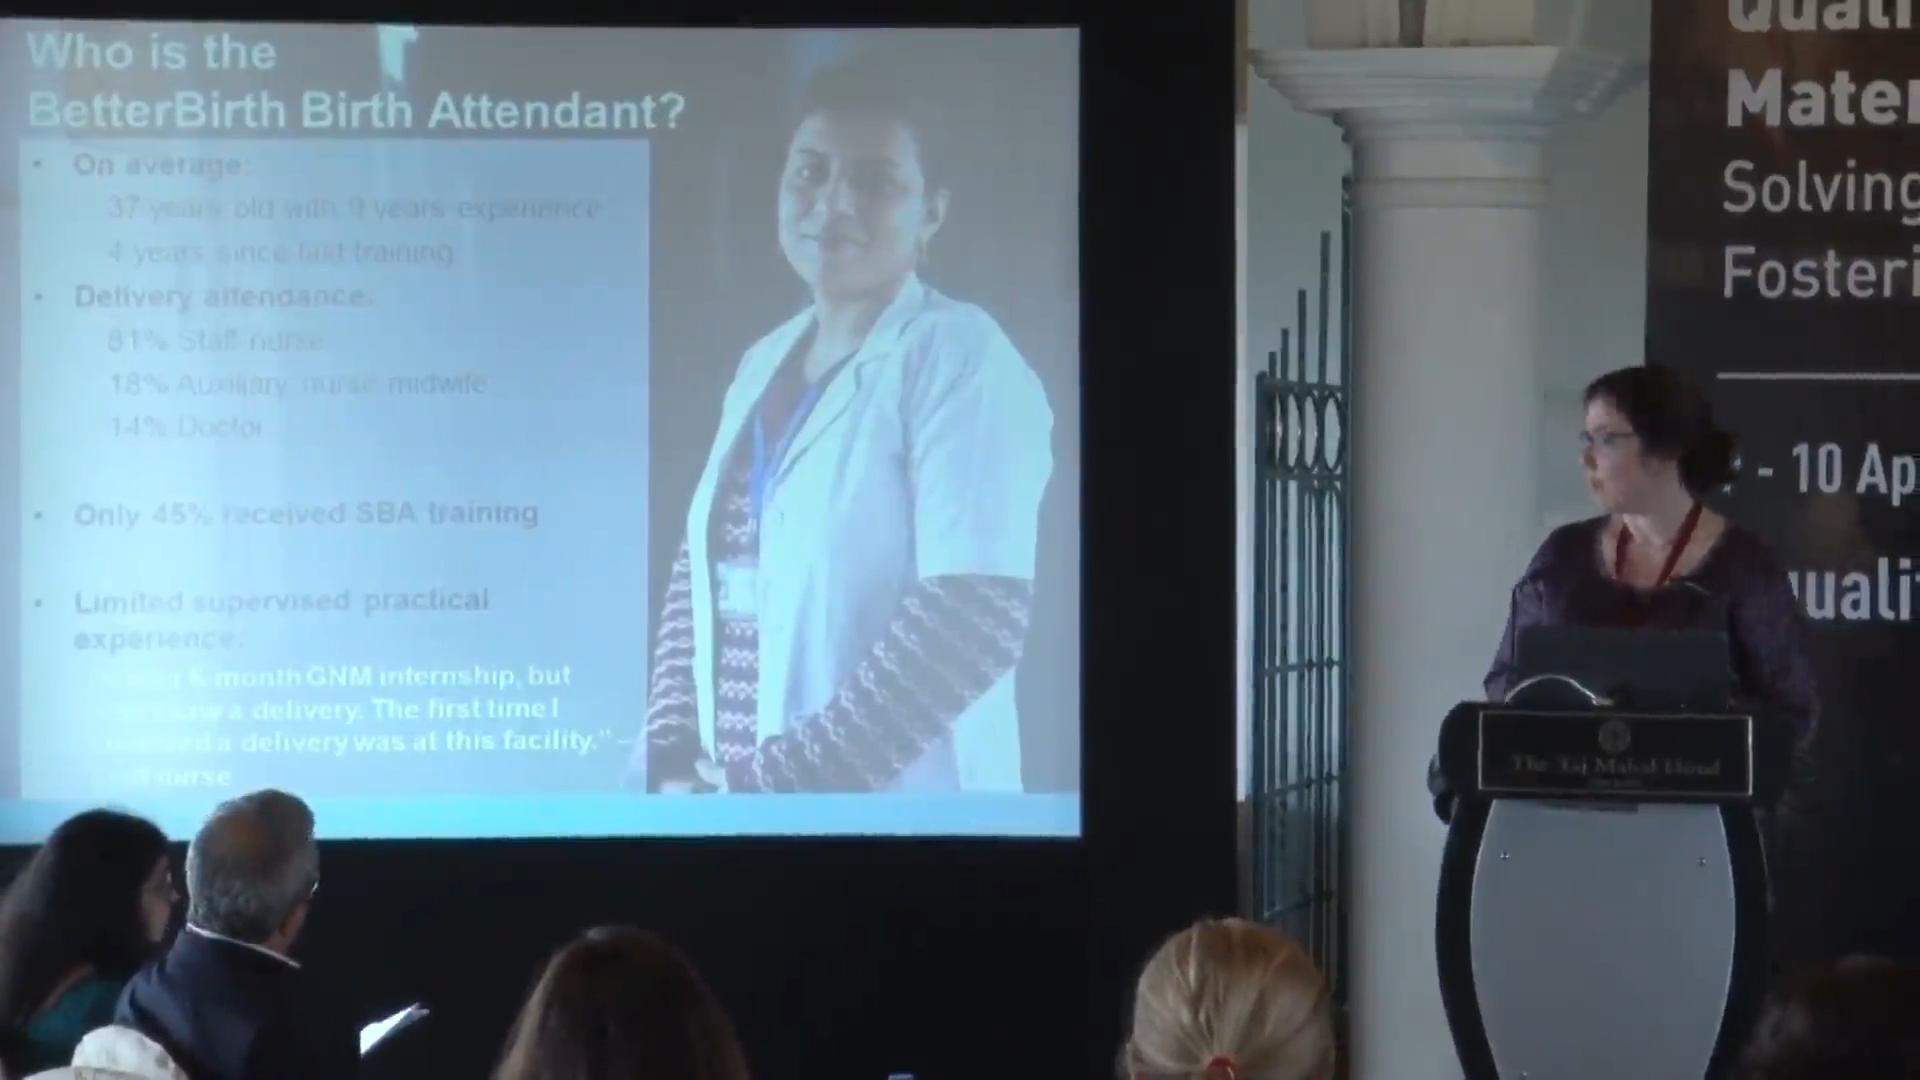 Who is the
BetterBirth Birth Attendant?
• On average:
37 years old with 9 years experience
4 years since last training
• Delivery attendance:
81% Staff nurse
18% Auxiliary nurse midwife
14% Doctor
• Only 45% received SBA training
• Limited supervised practical
experience:
month GNM internship, but
a delivery. The first time I
a delivery was at this facility." –
nurse
Quali
Mater
Solving
Fosteri
- 10 Ap
quali
The Taj Mahal Hotel